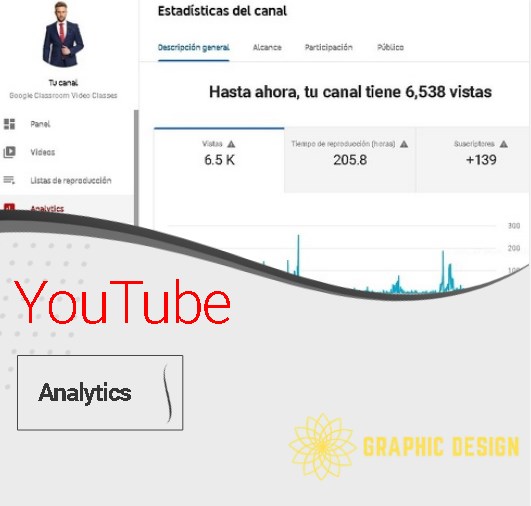 Estadísticas del canal
Descripción general Alcance Participación Público
Tu canal
Google Classroom Video Classes
Hasta ahora, tu canal tiene 6,538 vistas
Panel
Videos
Listas de reproducción
Analytics
Vistas
6.5 K
Tiempo de reproducción (horas)
205.8
Suscriptores
+139
300
200
100
YouTube
Analytics
GRAPHIC DESIGN